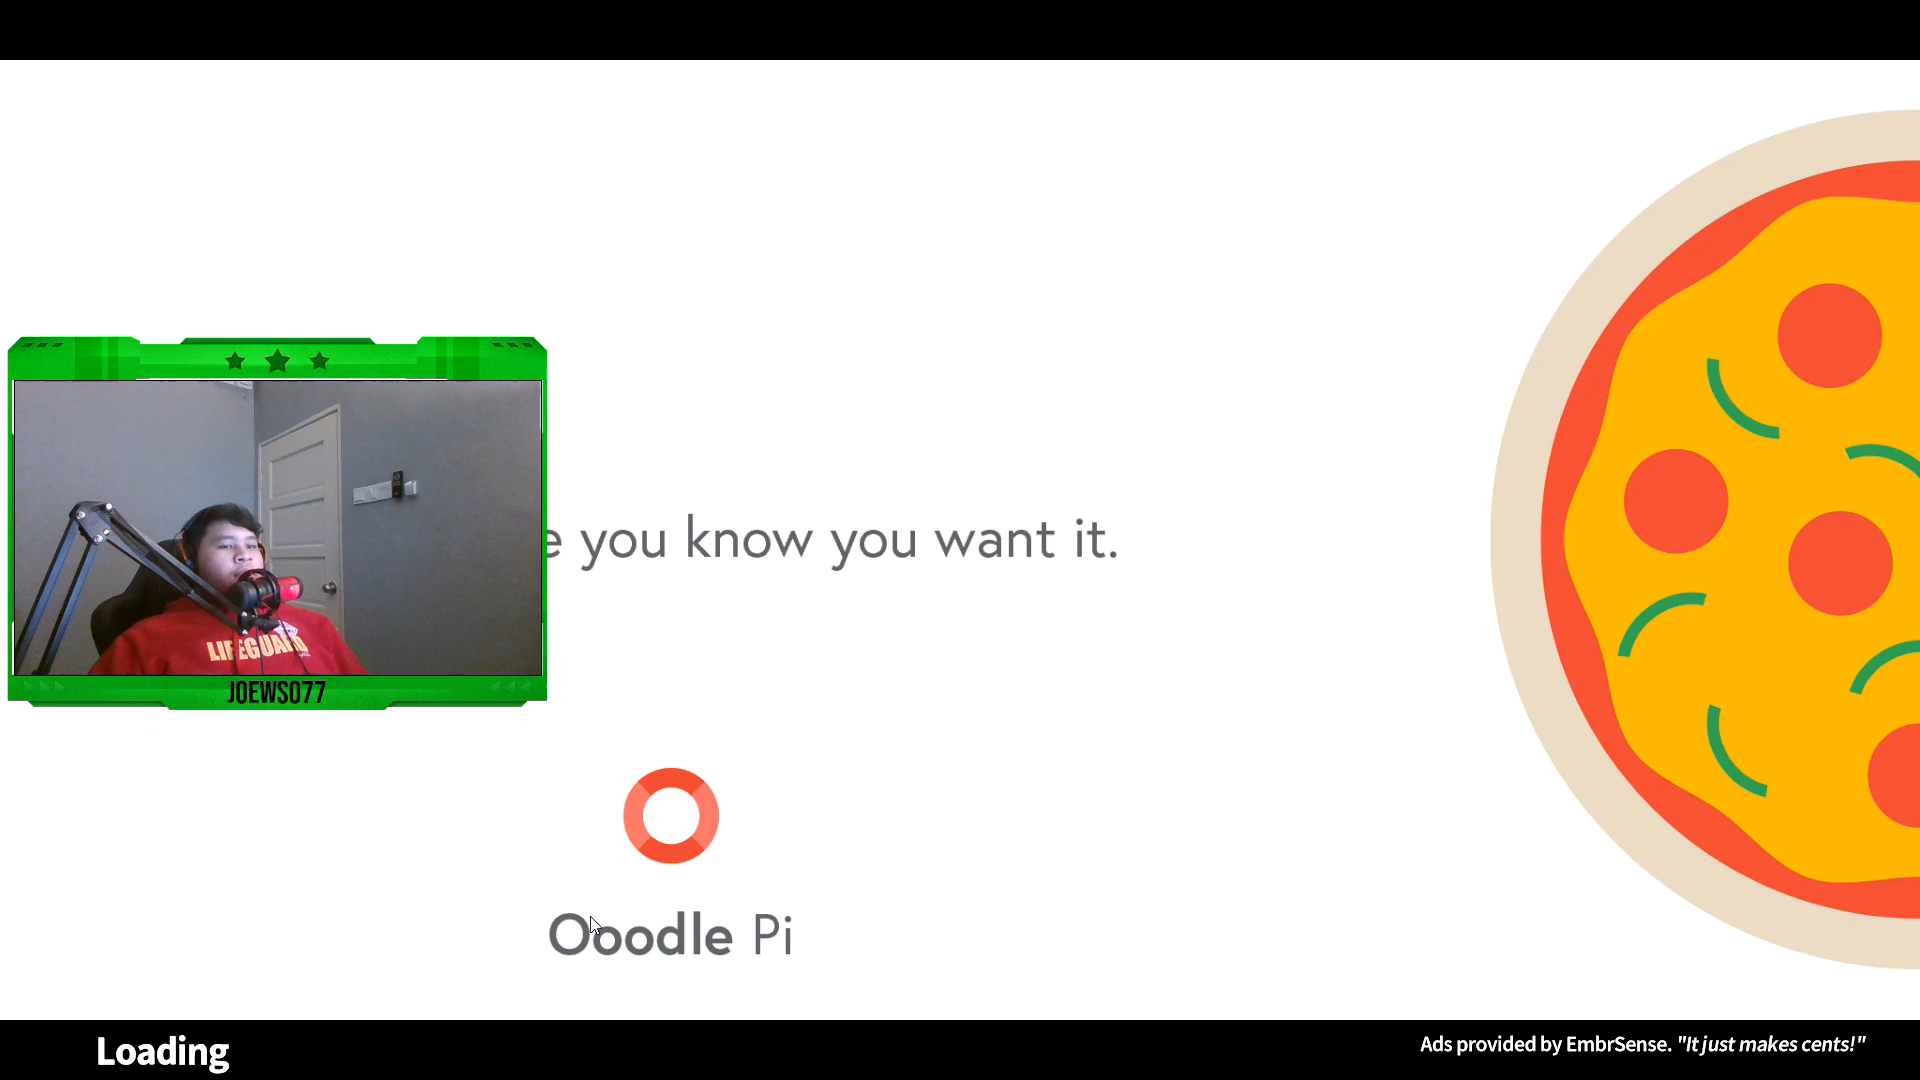 e you know you want it.
LIFEGUARD
JOEWS077
Ooodle Pi
Loading
Ads provided by EmbrSense. "It just makes cents!"